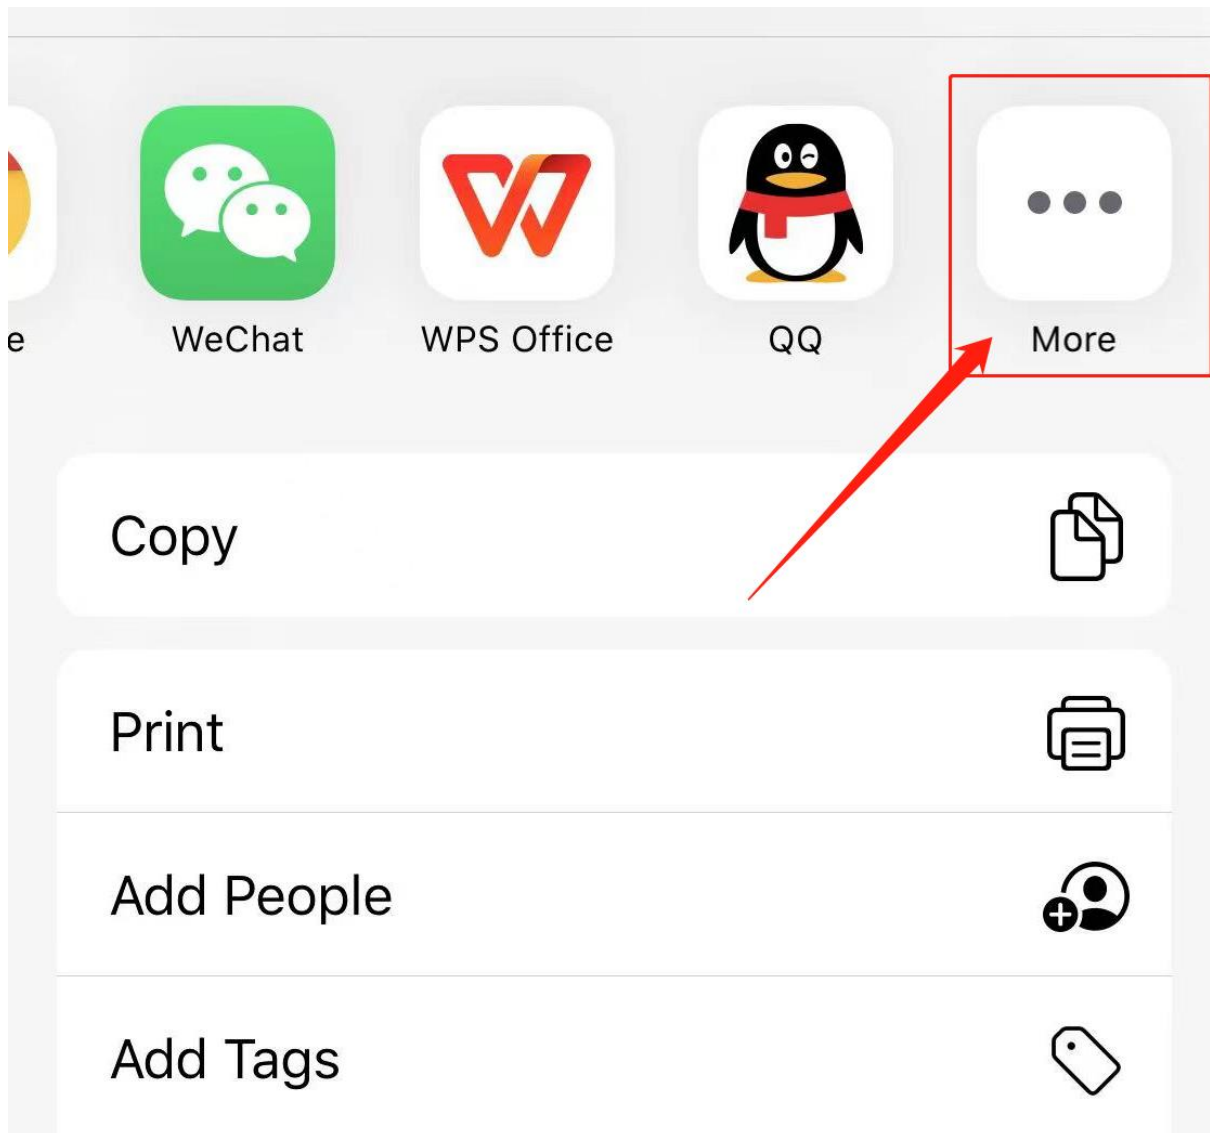 e
WeChat
WPS Office
QQ
More
Copy
Print
Add People
Add Tags